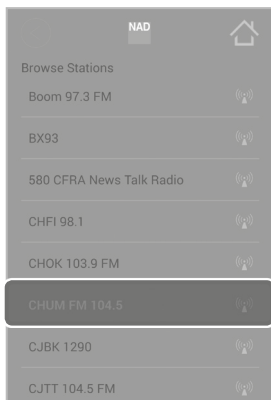 NAD
Browse Stations
Boom 97.3 FM
BX93
580 CFRA News Talk Radio
CHFI 98.1
CHOK 103.9 FM
CHUM FM 104.5
CJBK 1290
CJTT 104.5 FM